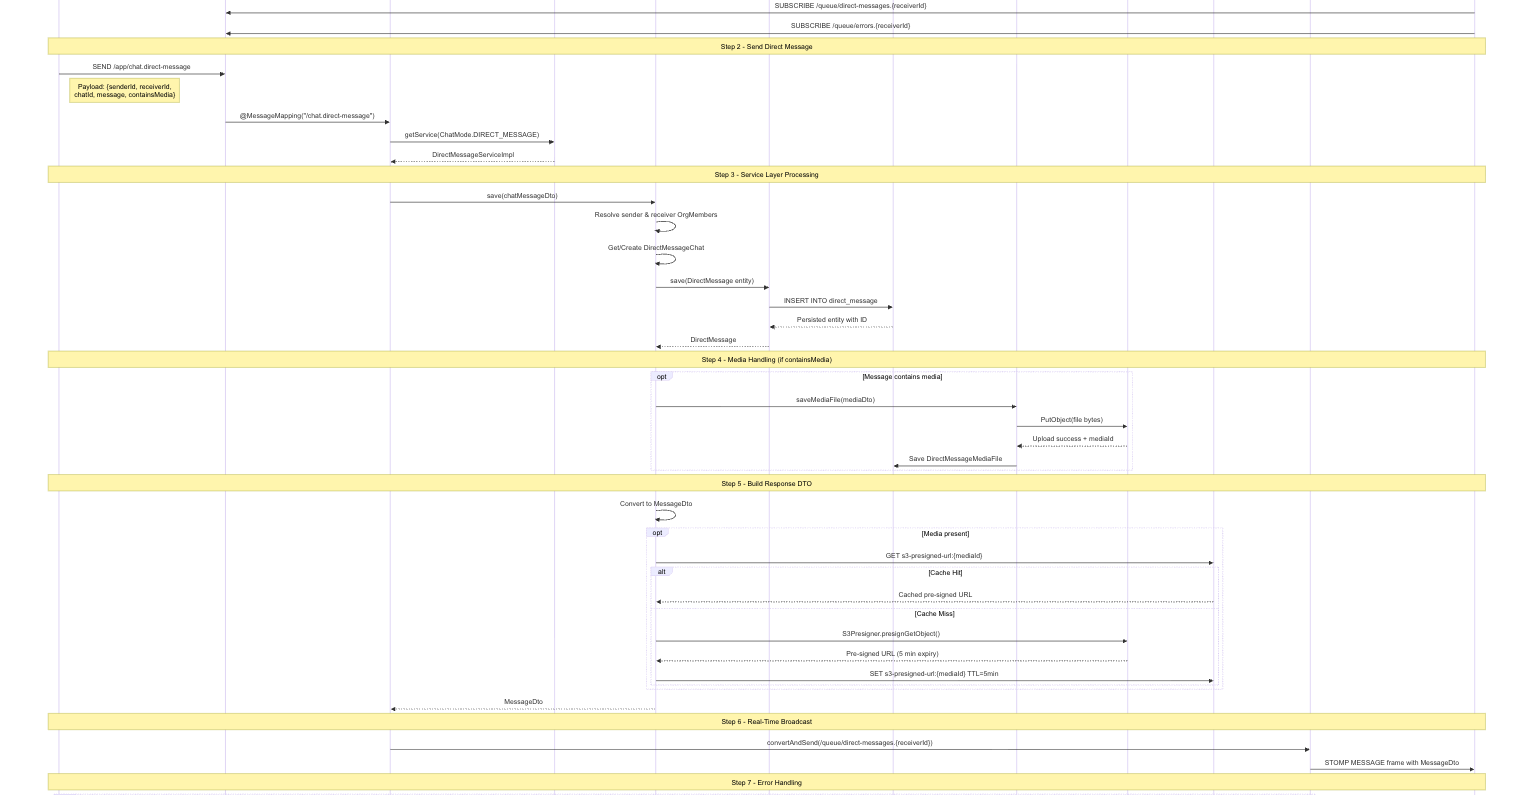 SUBSCRIBE /queue/direct-messages.{receiverId}
SUBSCRIBE /queue/errors.{receiverId}
Step 2 - Send Direct Message
SEND /app/chat.direct-message
Payload: {senderId, receiverId,
chatId, message, containsMedia}
@MessageMapping("/chat.direct-message")
getService(ChatMode.DIRECT_MESSAGE)
DirectMessageServiceImpl
Step 3 - Service Layer Processing
save(chatMessageDto)
Resolve sender & receiver OrgMembers
Get/Create DirectMessageChat
save(DirectMessage entity)
INSERT INTO direct_message
Persisted entity with ID
DirectMessage
Step 4 - Media Handling (if containsMedia)
opt
[Message contains media]
saveMediaFile(mediaDto)
PutObject(file bytes)
Upload success + mediaId
Save DirectMessageMediaFile
Step 5 - Build Response DTO
Convert to MessageDto
opt
[Media present]
GET s3-presigned-url:{mediaId}
alt
[Cache Hit]
Cached pre-signed URL
[Cache Miss]
S3Presigner.presignGetObject()
Pre-signed URL (5 min expiry)
SET s3-presigned-url:{mediaId} TTL=5min
MessageDto
Step 6 - Real-Time Broadcast
convertAndSend(/queue/direct-messages.{receiverId})
STOMP MESSAGE frame with MessageDto
Step 7 - Error Handling